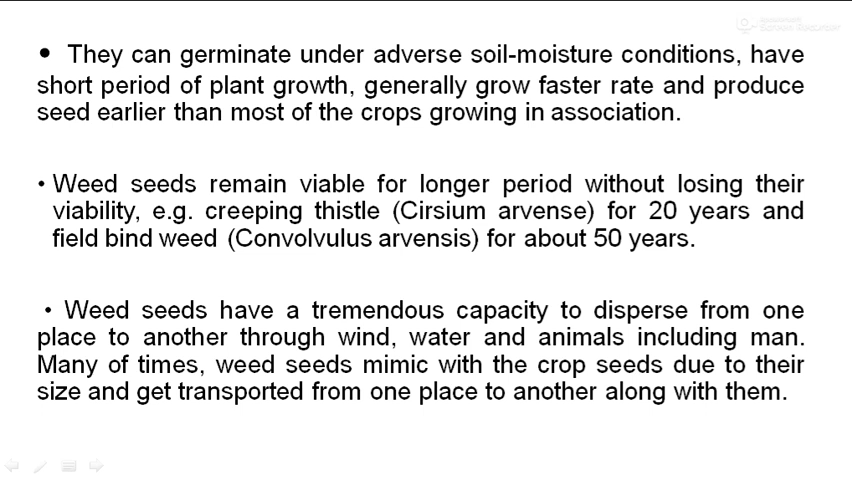 • They can germinate under adverse soil-moisture conditions, have
short period of plant growth, generally grow faster rate and produce
seed earlier than most of the crops growing in association.
• Weed seeds remain viable for longer period without losing their
viability, e.g. creeping thistle (Cirsium arvense) for 20 years and
field bind weed (Convolvulus arvensis) for about 50 years.
• Weed seeds have a tremendous capacity to disperse from one
place to another through wind, water and animals including man.
Many of times, weed seeds mimic with the crop seeds due to their
size and get transported from one place to another along with them.